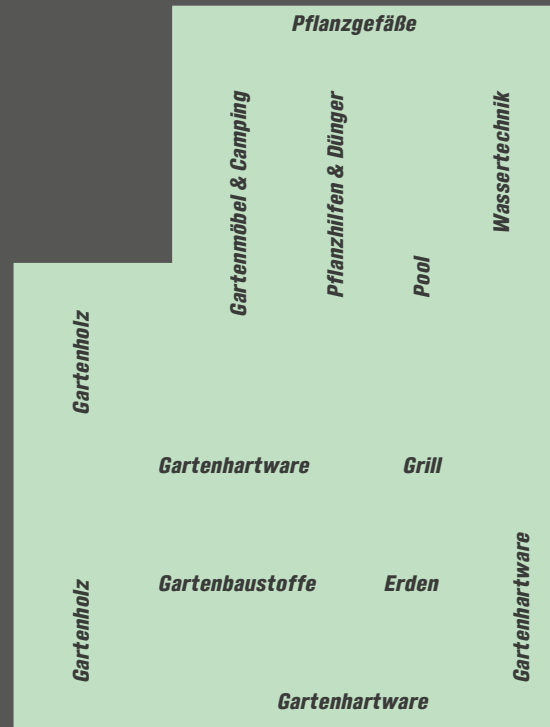 Pflanzgefäße
Gartenmöbel & Camping
Pflanzhilfen & Dünger
Pool
Wassertechnik
Gartenholz
Gartenhartware
Grill
Gartenholz
Gartenbaustoffe
Erden
Gartenhartware
Gartenhartware